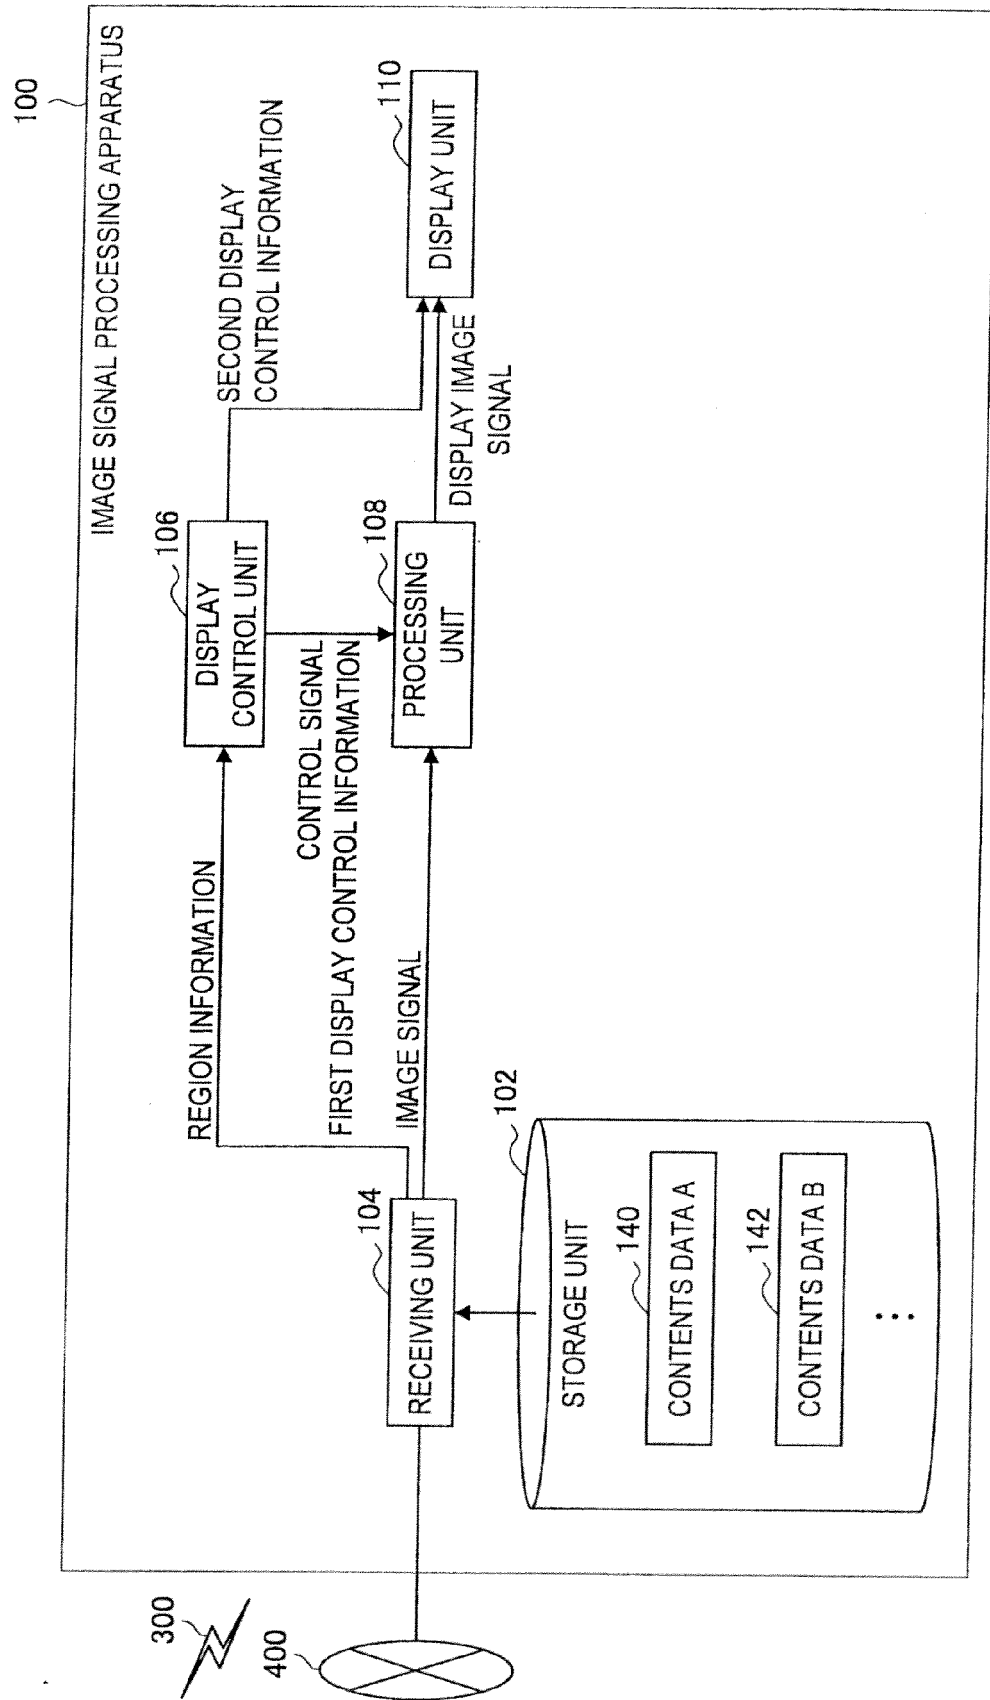 100
IMAGE SIGNAL PROCESSING APPARATUS
300
400
104
RECEIVING UNIT
REGION INFORMATION
106
DISPLAY
CONTROL UNIT
SECOND DISPLAY
CONTROL INFORMATION
CONTROL SIGNAL
FIRST DISPLAY CONTROL INFORMATION
IMAGE SIGNAL
108
PROCESSING
UNIT
DISPLAY IMAGE
SIGNAL
110
DISPLAY UNIT
102
STORAGE UNIT
140
CONTENTS DATA A
142
CONTENTS DATA B